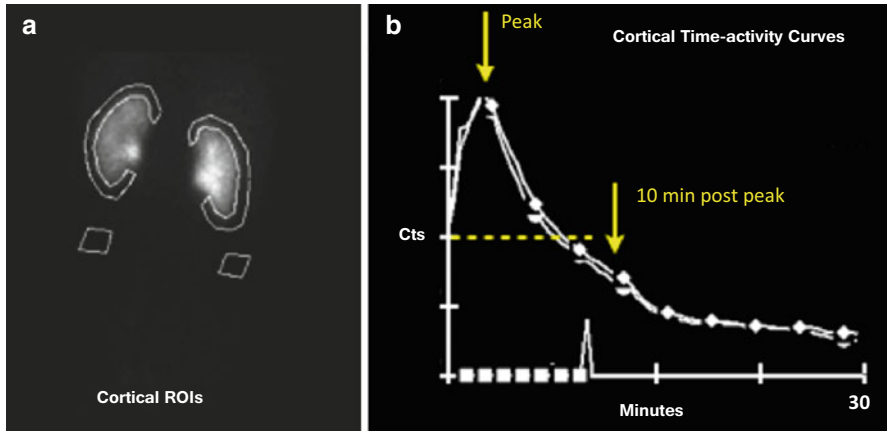 a
Cortical ROIs
b
Peak
Cortical Time-activity Curves
10 min post peak
Cts
Minutes
30